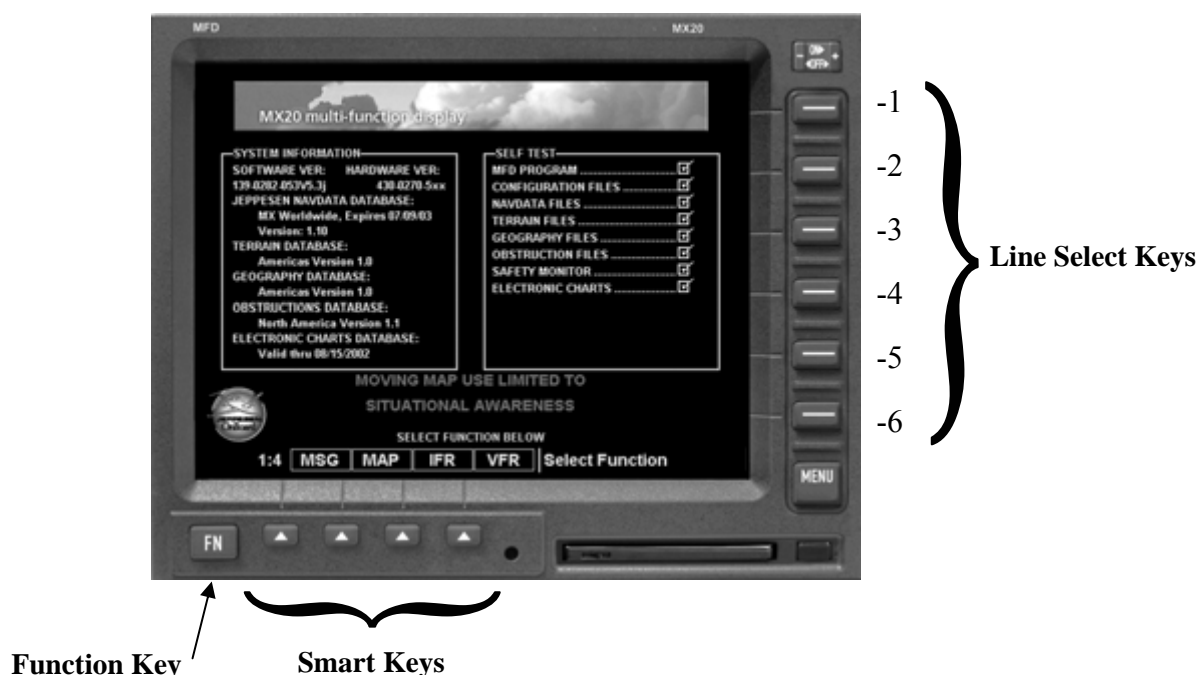 MFD MX20
- ON +
OFF
MX20 multi-function display
SYSTEM INFORMATION
SOFTWARE VER: HARDWARE VER:
139-0202-053V5.3j 430-0270-5xx
JEPPESEN NAVDATA DATABASE:
MX Worldwide, Expires 07/09/03
Version: 1.10
TERRAIN DATABASE:
Americas Version 1.0
GEOGRAPHY DATABASE:
Americas Version 1.0
OBSTRUCTIONS DATABASE:
North America Version 1.1
ELECTRONIC CHARTS DATABASE:
Valid thru 08/15/2002
SELF TEST
MFD PROGRAM
CONFIGURATION FILES
NAVDATA FILES
TERRAIN FILES
GEOGRAPHY FILES
OBSTRUCTION FILES
SAFETY MONITOR
ELECTRONIC CHARTS
-1
-2
-3
-4
-5
-6
Line Select Keys
MOVING MAP USE LIMITED TO
SITUATIONAL AWARENESS
SELECT FUNCTION BELOW
1:4 MSG MAP IFR VFR Select Function
MENU
FN
Function Key
Smart Keys